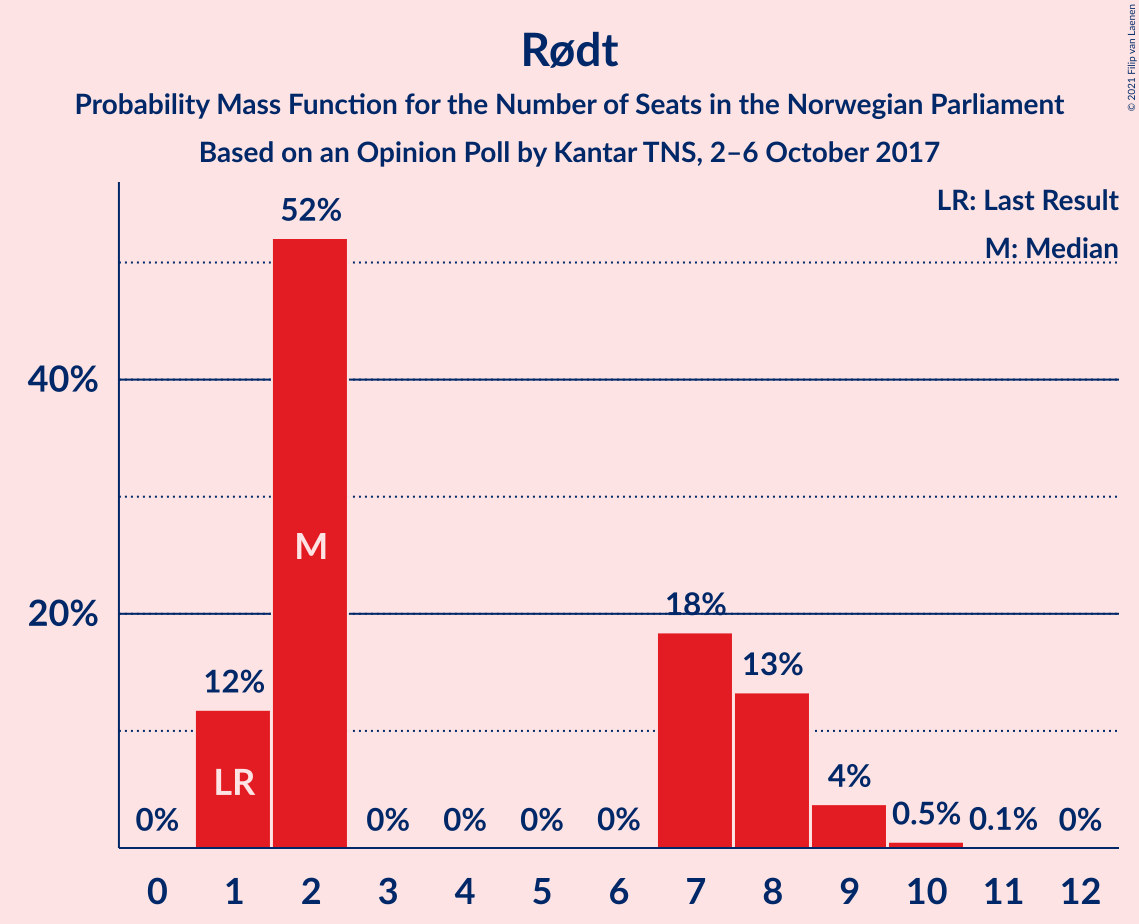 Rødt
Probability Mass Function for the Number of Seats in the Norwegian Parliament
Based on an Opinion Poll by Kantar TNS, 2–6 October 2017
© 2021 Filip van Laenen
LR: Last Result
M: Median
52%
40%
M
20%
18%
13%
12%
LR
4%
0%
0%
0%
0%
0%
0.5%
0.1%
0%
0 1 2 3 4 5 6 7 8 9 10 11 12